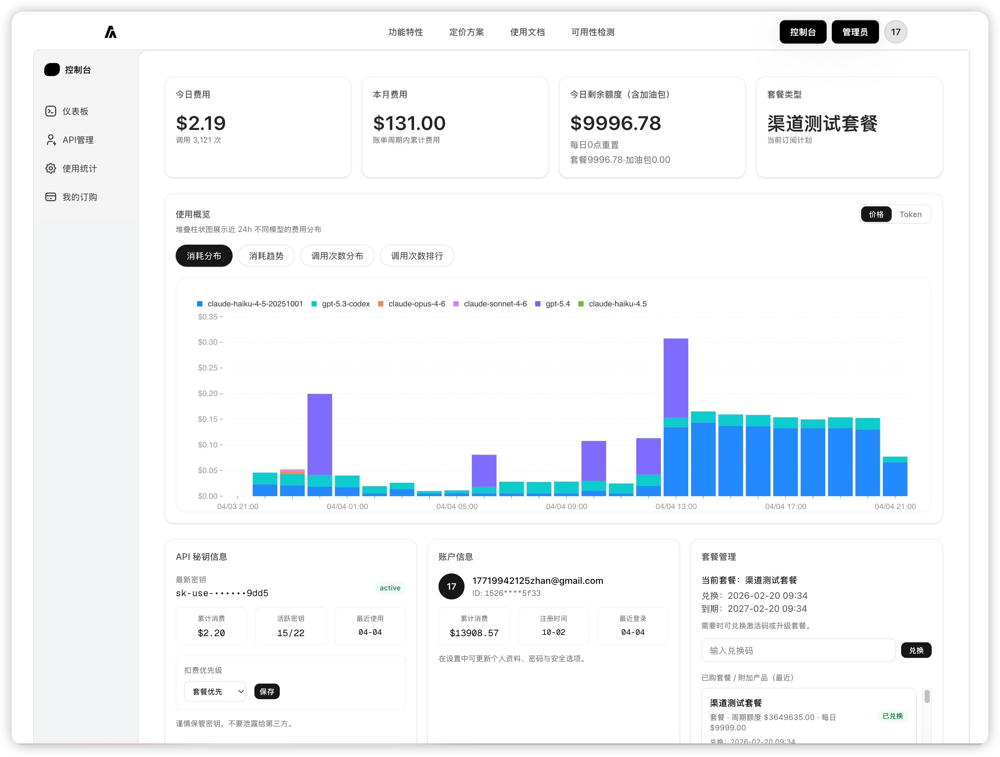 功能特性
定价方案
使用文档
可用性检测
控制台
管理员
17
控制台
仪表板
API管理
使用统计
我的订购
今日费用
$2.19
调用 3,121 次
本月费用
$131.00
账单周期内累计费用
今日剩余额度（含加油包）
$9996.78
每日0点重置
套餐9996.78·加油包0.00
套餐类型
渠道测试套餐
当前订阅计划
使用概览
堆叠柱状图展示近 24h 不同模型的费用分布
价格
Token
消耗分布
消耗趋势
调用次数分布
调用次数排行
claude-haiku-4-5-20251001
gpt-5.3-codex
claude-opus-4-6
claude-sonnet-4-6
gpt-5.4
claude-haiku-4.5
$0.35
$0.30
$0.25
$0.20
$0.15
$0.10
$0.05
$0.00
04/03 21:00
04/04 01:00
04/04 05:00
04/04 09:00
04/04 13:00
04/04 17:00
04/04 21:00
API 秘钥信息
最新密钥
sk-use-••••••9dd5
active
累计消费
$2.20
活跃密钥
15/22
最近使用
04-04
扣费优先级
套餐优先
保存
谨慎保管密钥，不要泄露给第三方。
账户信息
17
17719942125zhan@gmail.com
ID: 1526****5f33
累计消费
$13908.57
注册时间
10-02
最近登录
04-04
在设置中可更新个人资料、密码与安全选项。
套餐管理
当前套餐：渠道测试套餐
兑换：2026-02-20 09:34
到期：2027-02-20 09:34
需要时可兑换激活码或升级套餐。
输入兑换码
兑换
已购套餐 / 附加产品（最近）
渠道测试套餐
套餐 · 周期额度 $3649635.00 · 每日
$9999.00
已兑换
兑换：2026-02-20 09:34